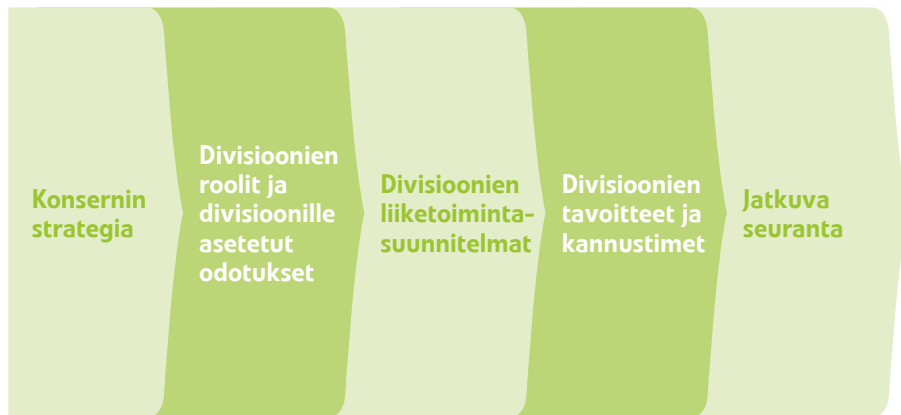 Konsernin
strategia
Divisioonien
roolit ja
divisioonille
asetetut
odotukset
Divisioonien
liiketoiminta-
suunnitelmat
Divisioonien
tavoitteet ja
kannustimet
Jatkuva
seuranta